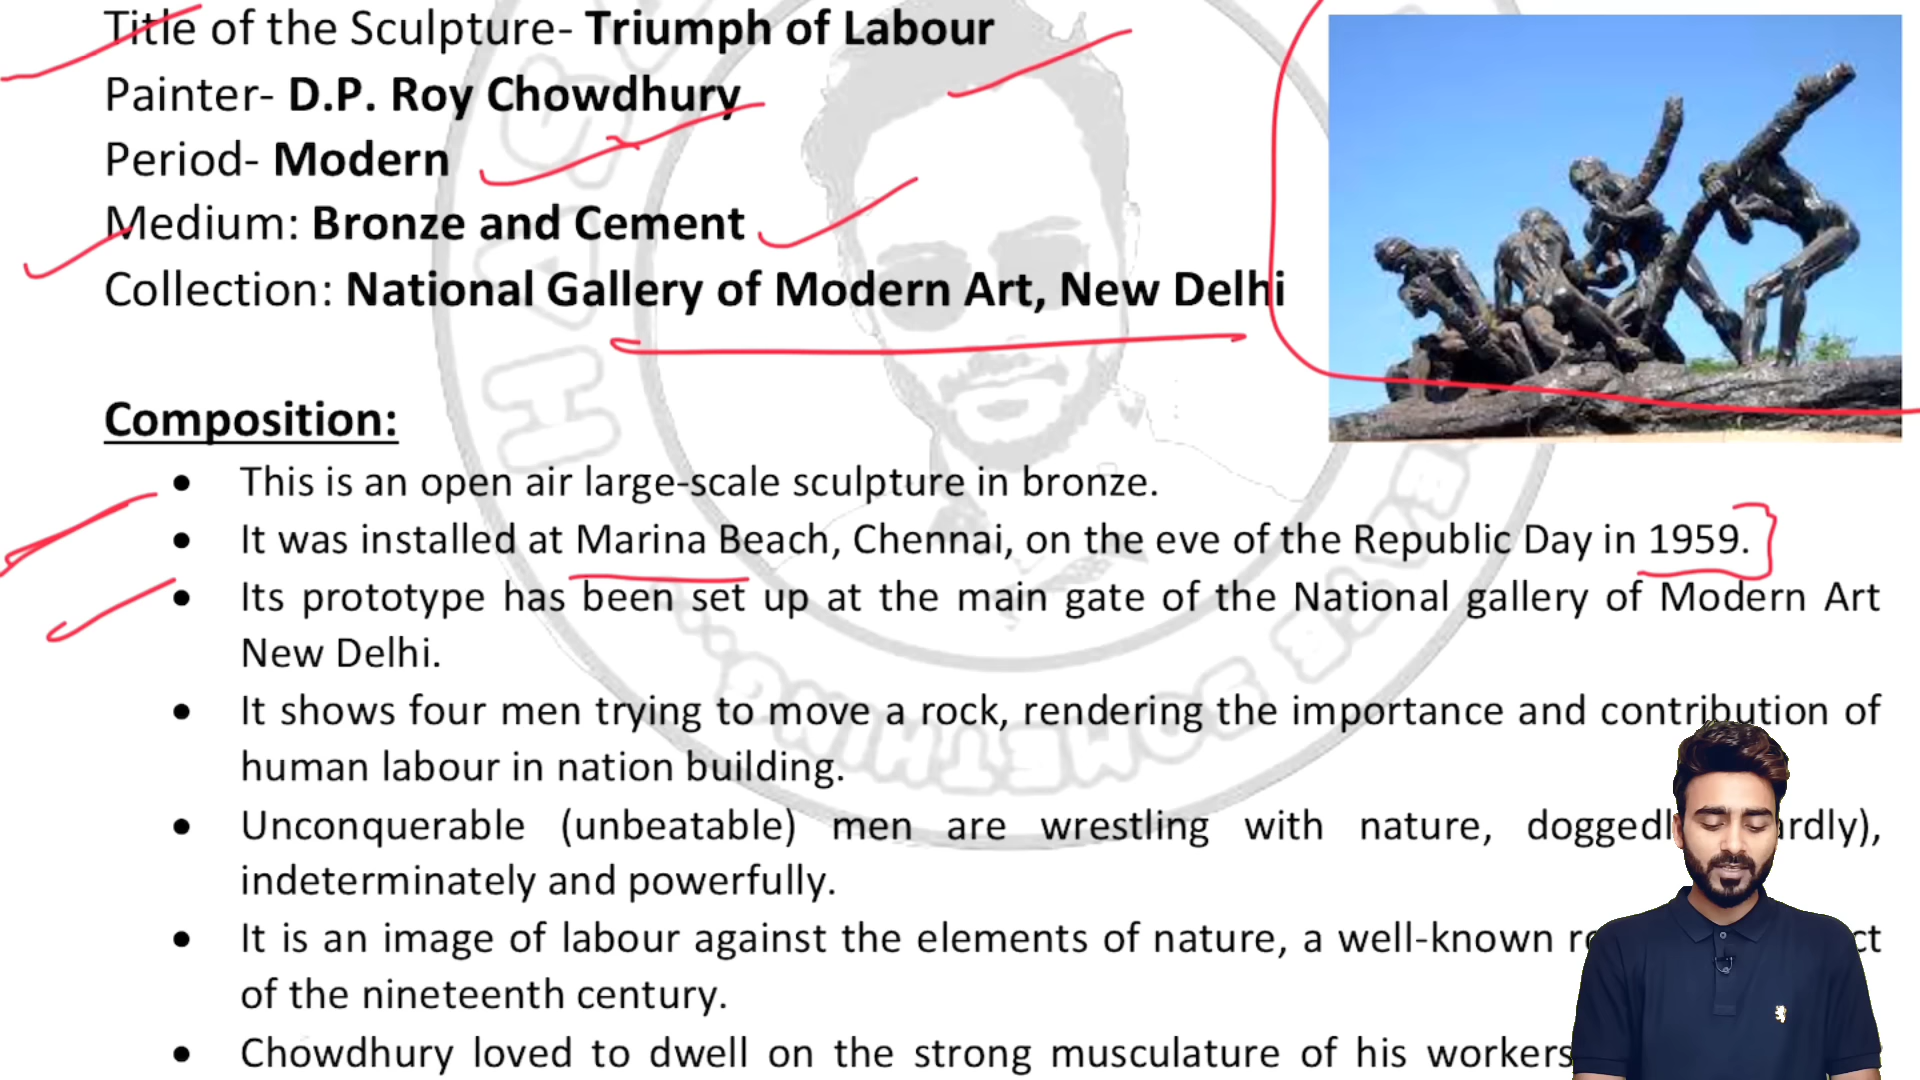 Title of the Sculpture- Triumph of Labour
Painter- D.P. Roy Chowdhury
Period- Modern
Medium: Bronze and Cement
Collection: National Gallery of Modern Art, New Delhi
Composition:
• This is an open air large-scale sculpture in bronze.
• It was installed at Marina Beach, Chennai, on the eve of the Republic Day in 1959.
• Its prototype has been set up at the main gate of the National gallery of Modern Art
New Delhi.
• It shows four men trying to move a rock, rendering the importance and contribution of
human labour in nation building.
• Unconquerable (unbeatable) men are wrestling with nature,
indeterminately and powerfully.
• It is an image of labour against the elements of nature, a well-known
of the nineteenth century.
• Chowdhury loved to dwell on the strong musculature of his workers